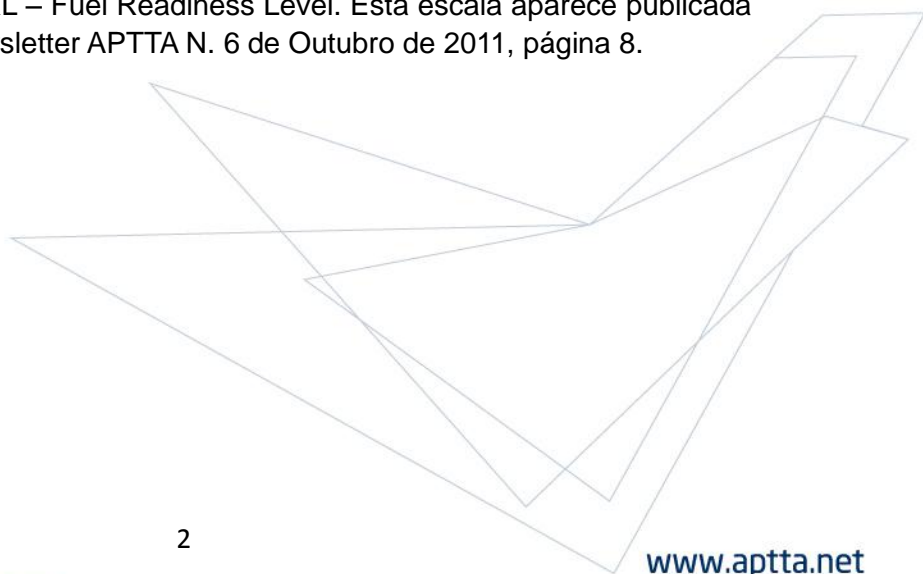 L – Fuel Readiness Level. Esta escala aparece publicada
sletter APTTA N. 6 de Outubro de 2011, página 8.
2
www.aptta.net